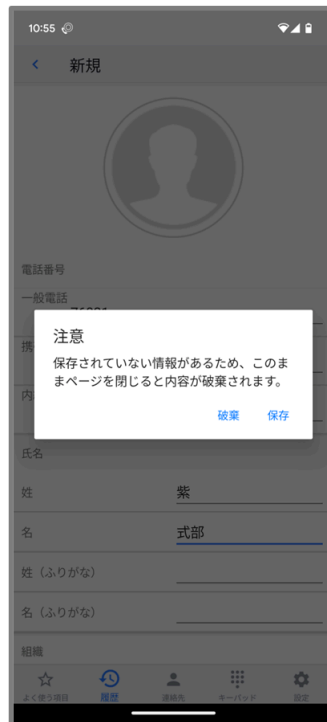 10:55
新規
電話番号
一般電話
注意
保存されていない情報があるため、このま
まページを閉じると内容が破棄されます。
破棄 保存
氏名
姓 紫
名 式部
姓（ふりがな）
名（ふりがな）
組織
よく使う項目 履歴 連絡先 キーパッド 設定